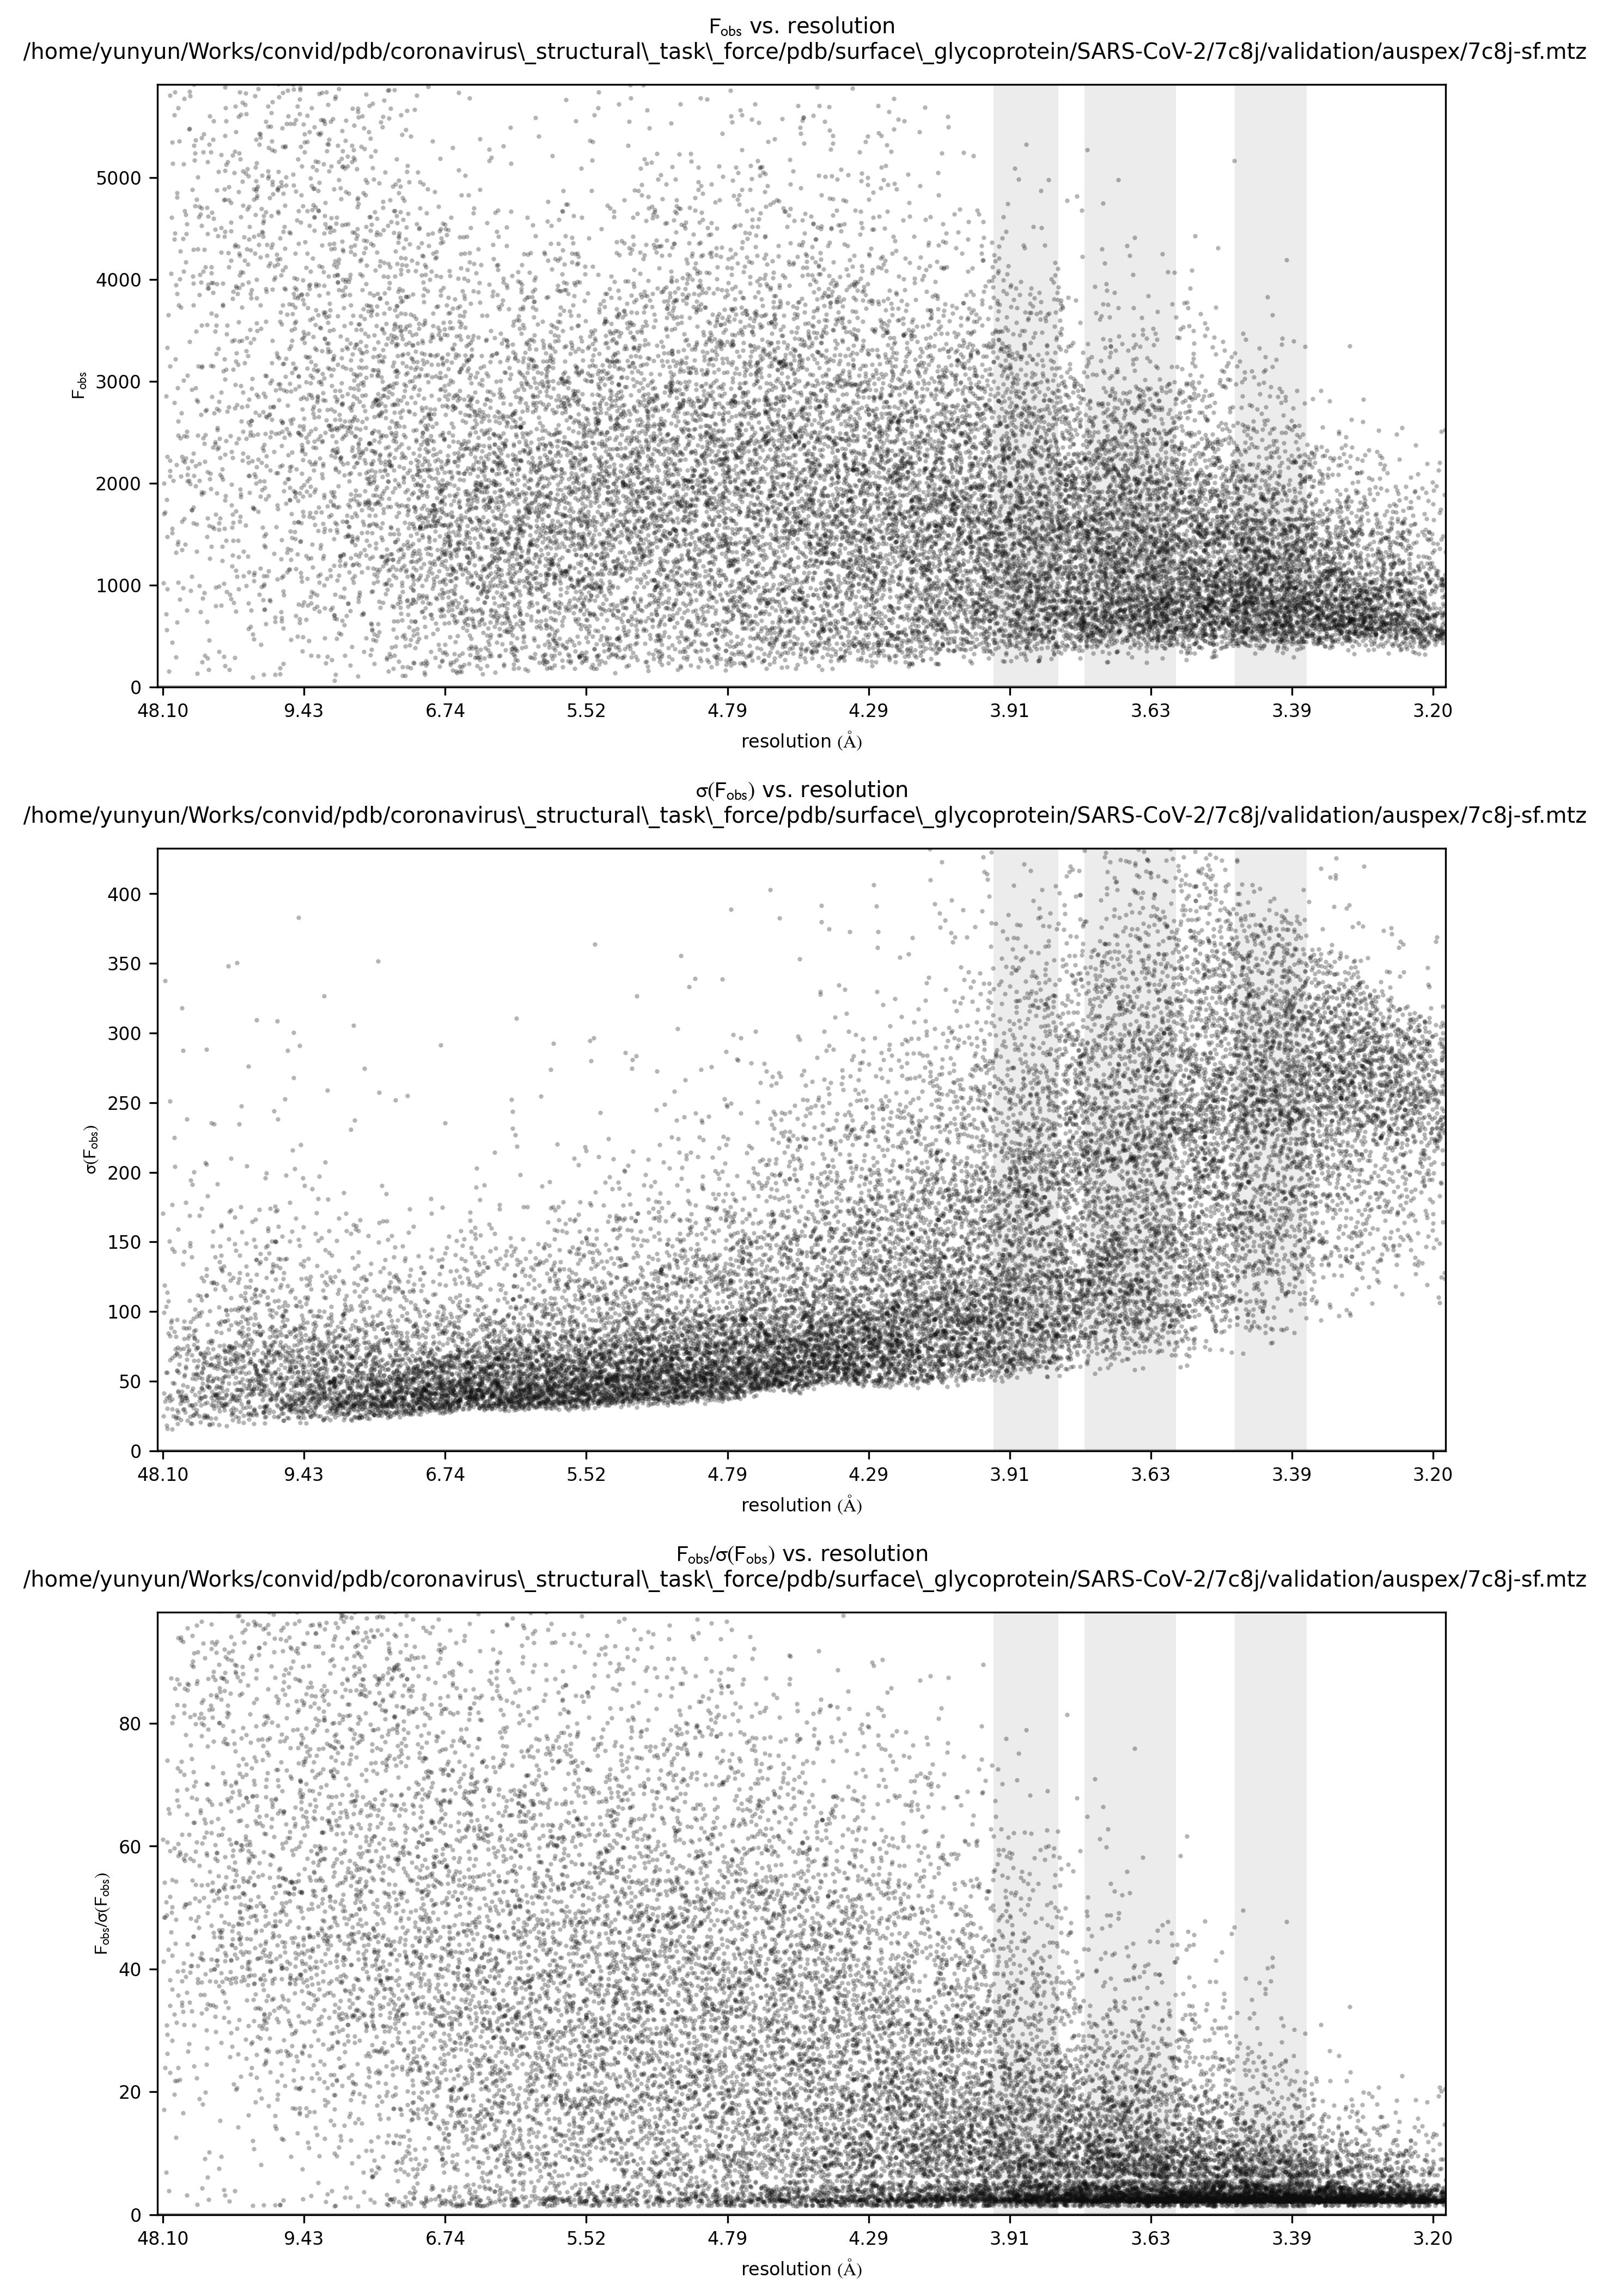 Fobs vs. resolution
/home/yunyun/Works/convid/pdb/coronavirus\_structural\_task\_force/pdb/surface\_glycoprotein/SARS-CoV-2/7c8j/validation/auspex/7c8j-sf.mtz
5000
4000
3000
2000
1000
0
Fobs
48.10 9.43 6.74 5.52 4.79 4.29 3.91 3.63 3.39 3.20
resolution (Å)
σ(Fobs) vs. resolution
/home/yunyun/Works/convid/pdb/coronavirus\_structural\_task\_force/pdb/surface\_glycoprotein/SARS-CoV-2/7c8j/validation/auspex/7c8j-sf.mtz
400
350
300
250
200
150
100
50
0
σ(Fobs)
48.10 9.43 6.74 5.52 4.79 4.29 3.91 3.63 3.39 3.20
resolution (Å)
Fobs/σ(Fobs) vs. resolution
/home/yunyun/Works/convid/pdb/coronavirus\_structural\_task\_force/pdb/surface\_glycoprotein/SARS-CoV-2/7c8j/validation/auspex/7c8j-sf.mtz
80
60
40
20
0
Fobs/σ(Fobs)
48.10 9.43 6.74 5.52 4.79 4.29 3.91 3.63 3.39 3.20
resolution (Å)